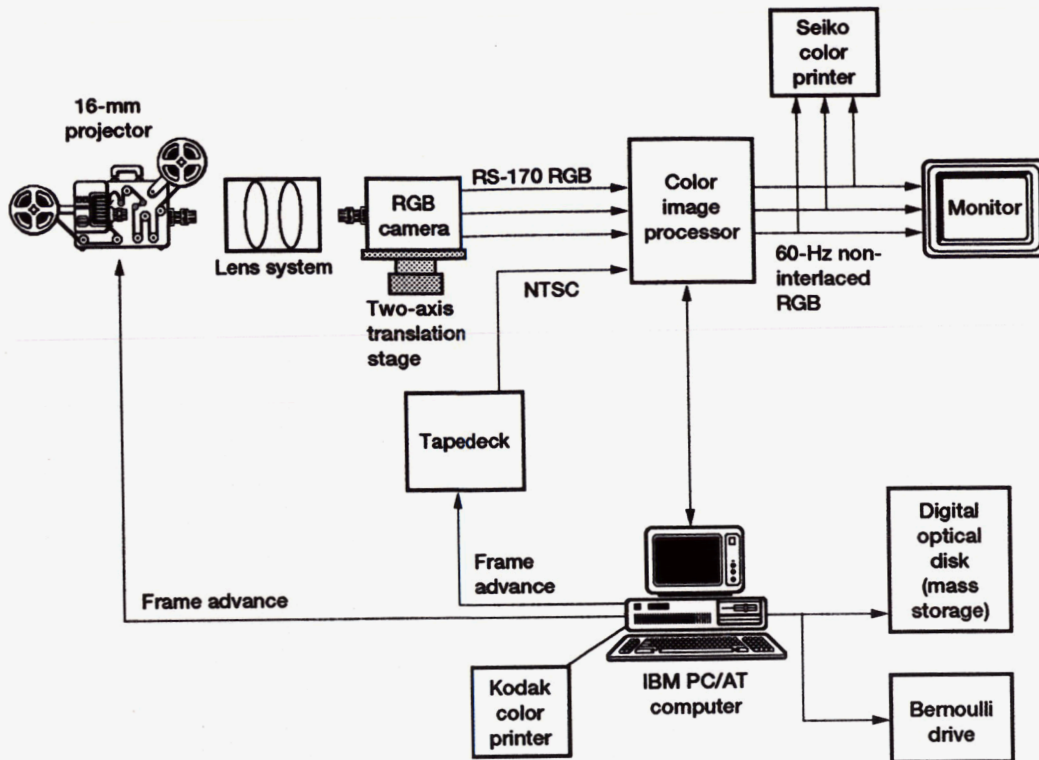 Seiko
color
printer
16-mm
projector
RS-170 RGB
RGB
camera
Color
image
processor
Monitor
Lens system
60-Hz non-
interlaced
RGB
NTSC
Two-axis
translation
stage
Tapedeck
Digital
optical
disk
(mass
storage)
Frame
advance
Frame advance
IBM PC/AT
computer
Kodak
color
printer
Bernoulli
drive